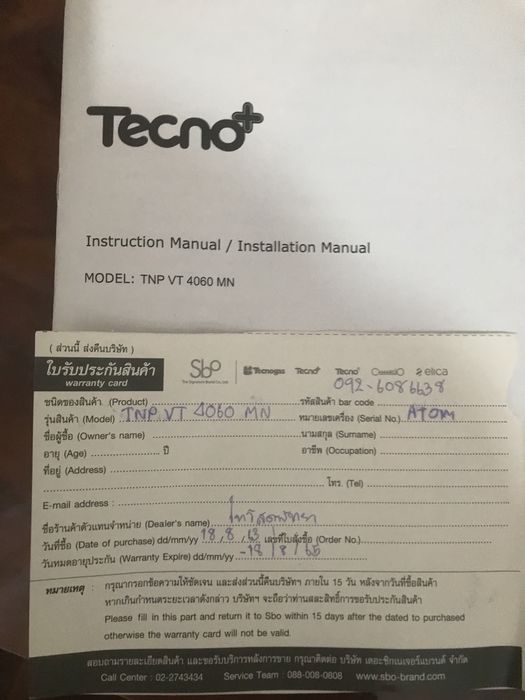 Tecno+
Instruction Manual / Installation Manual
MODEL: TNP VT 4060 MN
( ส่วนนี้ ส่งคืนบริษัท )
ใบรับประกันสินค้า
warranty card
Sbo
The Signature Brand Co., Ltd.
Tecnogas Tecno+ Tecno+ elica
092-6086638
ชนิดของสินค้า (Product) รหัสสินค้า bar code
รุ่นสินค้า (Model) TNP VT 4060 MN หมายเลขเครื่อง (Serial No.) ATOM
ชื่อผู้ซื้อ (Owner's name) นามสกุล (Surname)
อายุ (Age) ปี อาชีพ (Occupation)
ที่อยู่ (Address)
โทร. (Tel)
E-mail address :
ชื่อร้านค้าตัวแทนจำหน่าย (Dealer's name)
วันที่ซื้อ (Date of purchase) dd/mm/yy 18/8/63 เลขที่ใบสั่งซื้อ (Order No.)
วันหมดอายุประกัน (Warranty Expire) dd/mm/yy -18/8/65
หมายเหตุ : กรุณากรอกข้อความให้ชัดเจน และส่งส่วนนี้คืนบริษัทฯ ภายใน 15 วัน หลังจากวันที่ซื้อสินค้า
หากเกินกำหนดระยะเวลาดังกล่าว บริษัทฯ จะถือว่าท่านสละสิทธิ์การขอรับประกันสินค้า
Please fill in this part and return it to Sbo within 15 days after the dated to purchased
otherwise the warranty card will not be valid.
สอบถามรายละเอียดสินค้า และขอรับบริการหลังการขาย กรุณาติดต่อ บริษัท เดอะซิกเนเจอร์แบรนด์ จำกัด
Call Center : 02-2743434 Service Team : 088-008-0808 www.sbo-brand.com